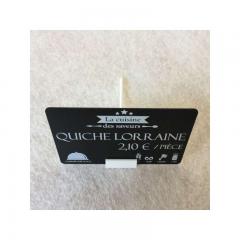 La cuisine
des saveurs
QUICHE LORRAINE
2,10 € / PIÈCE